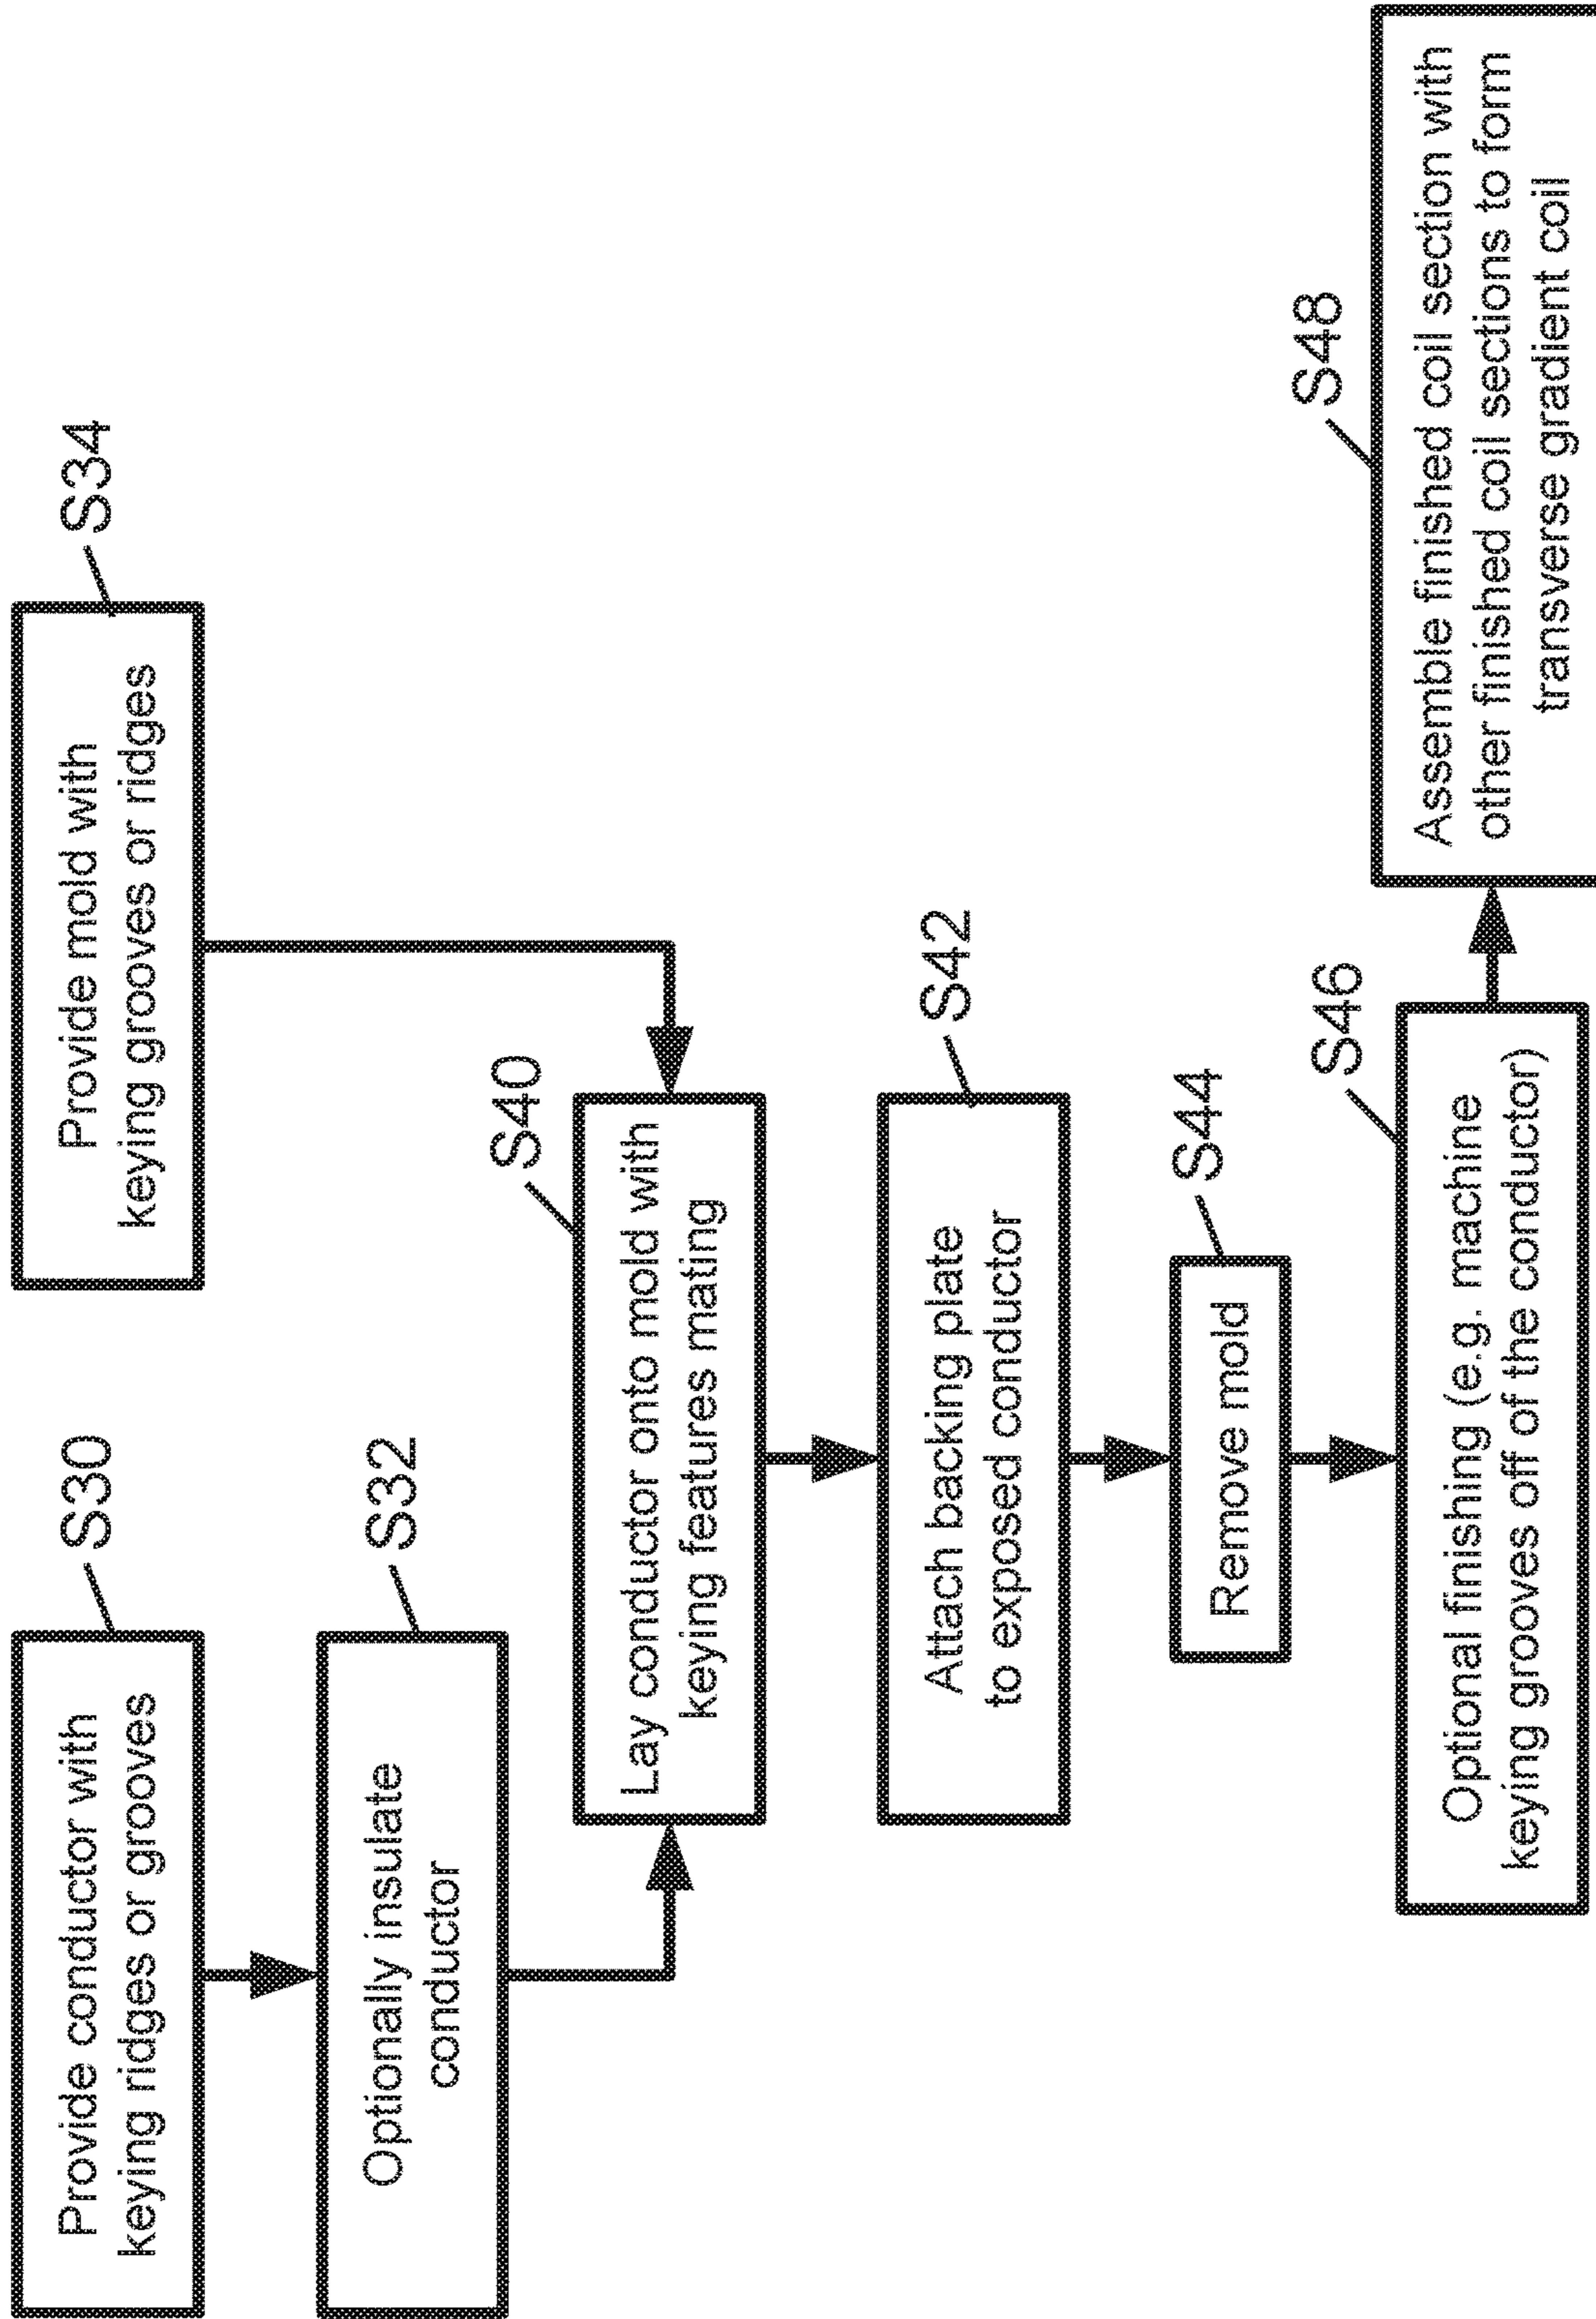 Provide conductor with
keying ridges or grooves
S30
Provide mold with
keying grooves or ridges
S34
Optionally insulate
conductor
S32
Lay conductor onto mold with
keying features mating
S40
Attach backing plate
to exposed conductor
S42
Remove mold
S44
Optional finishing (e.g. machine
keying grooves off of the conductor)
S46
Assemble finished coil section with
other finished coil sections to form
transverse gradient coil
S48